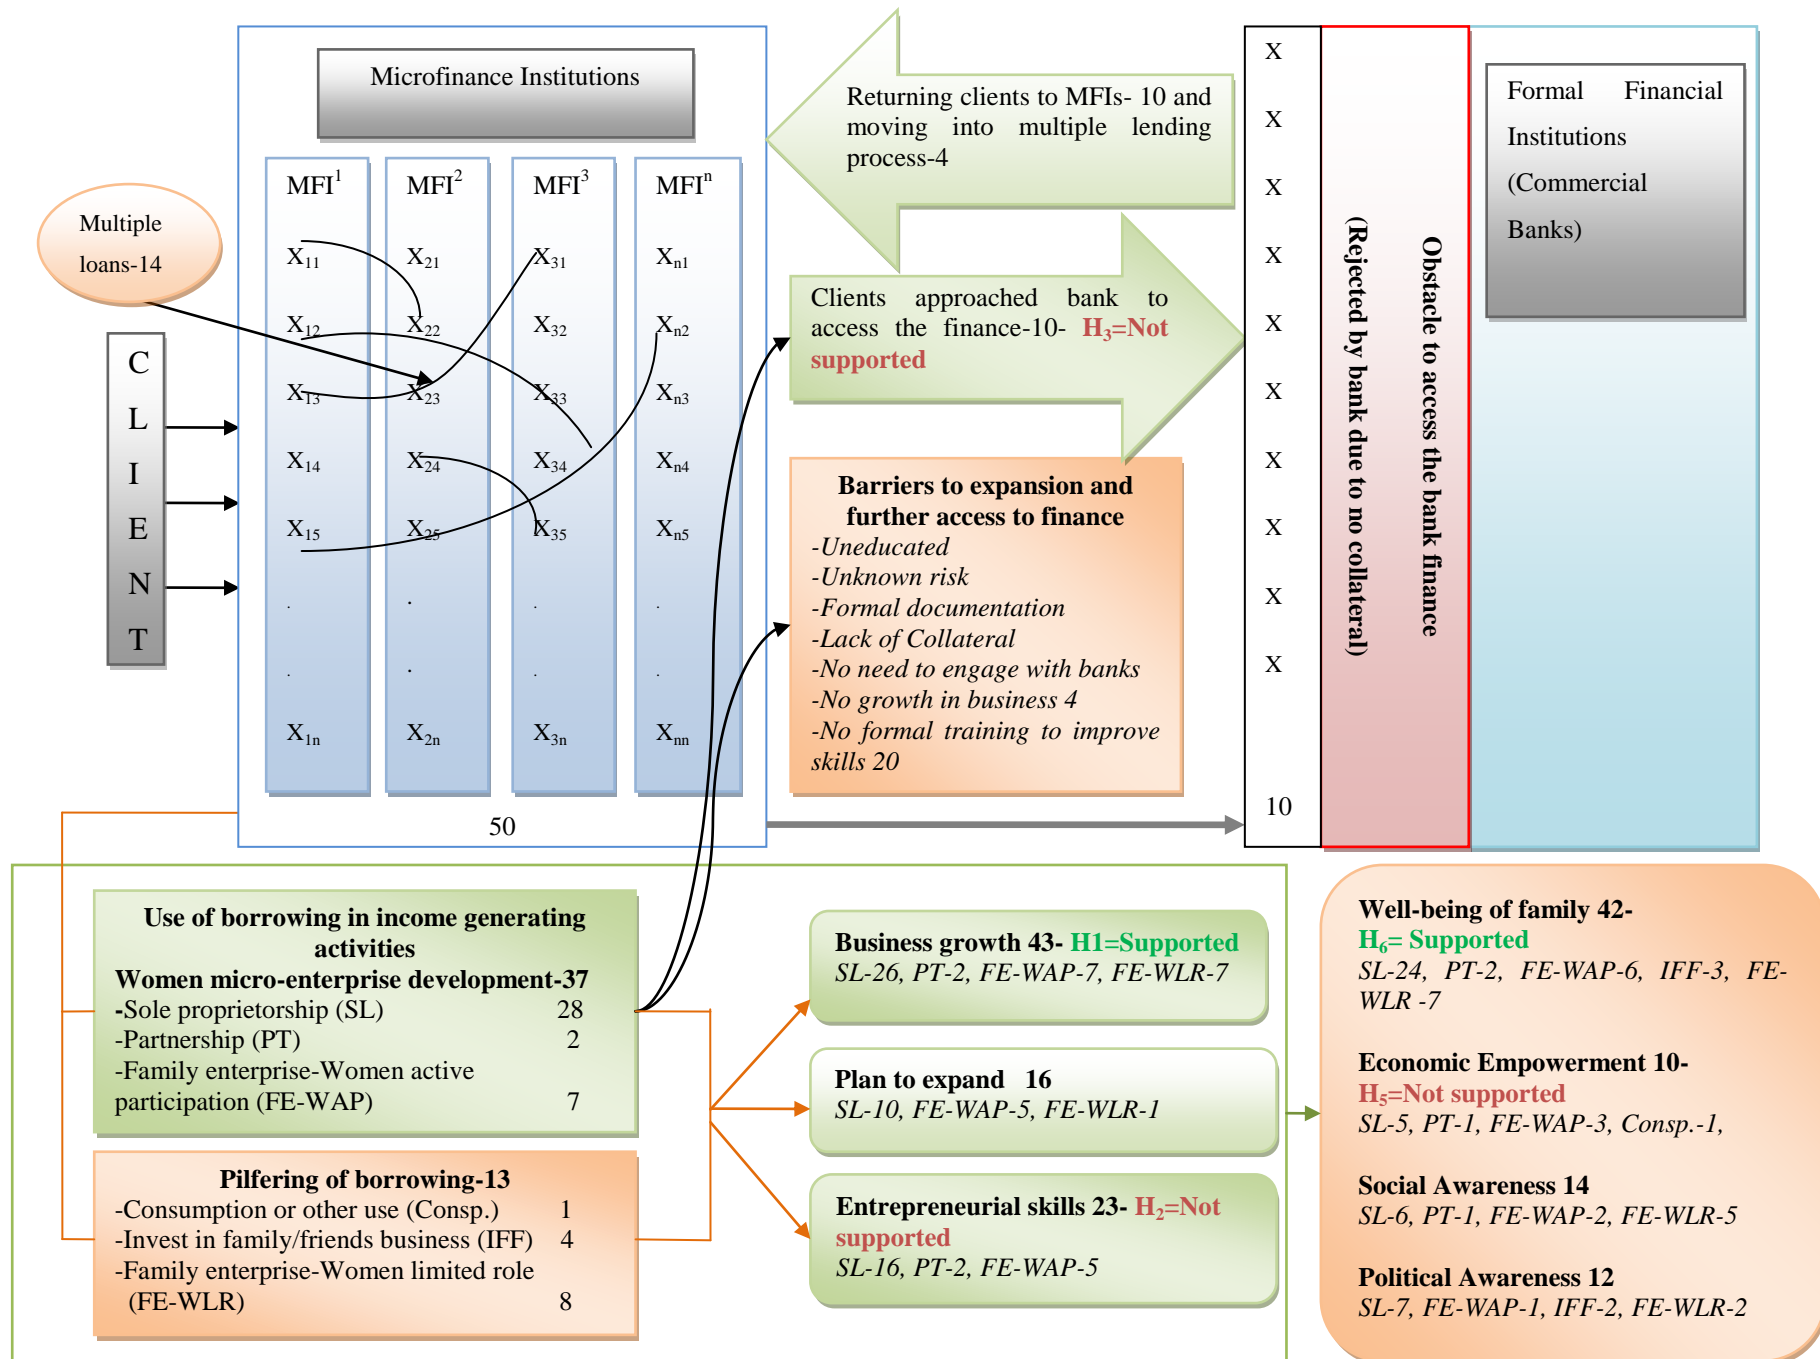 Microfinance Institutions
MFI1
MFI2
MFI3
MFIn
X11
X21
X31
Xn1
X12
X22
X32
Xn2
X13
X23
X33
Xn3
X14
X24
X34
Xn4
X15
X25
X35
Xn5
.
.
.
.
.
.
.
.
X1n
X2n
X3n
Xnn
50
Multiple
loans-14
C
L
I
E
N
T
Returning clients to MFIs- 10 and
moving into multiple lending
process-4
Clients approached bank to
access the finance-10- H3=Not
supported
Barriers to expansion and
further access to finance
-Uneducated
-Unknown risk
-Formal documentation
-Lack of Collateral
-No need to engage with banks
-No growth in business 4
-No formal training to improve
skills 20
X
X
X
X
X
X
X
X
X
X
10
Obstacle to access the bank finance
(Rejected by bank due to no collateral)
Formal Financial
Institutions
(Commercial
Banks)
Use of borrowing in income generating
activities
Women micro-enterprise development-37
-Sole proprietorship (SL) 28
-Partnership (PT) 2
-Family enterprise-Women active
participation (FE-WAP) 7
Pilfering of borrowing-13
-Consumption or other use (Consp.) 1
-Invest in family/friends business (IFF) 4
-Family enterprise-Women limited role
(FE-WLR) 8
Business growth 43- H1=Supported
SL-26, PT-2, FE-WAP-7, FE-WLR-7
Plan to expand 16
SL-10, FE-WAP-5, FE-WLR-1
Entrepreneurial skills 23- H2=Not
supported
SL-16, PT-2, FE-WAP-5
Well-being of family 42-
H6= Supported
SL-24, PT-2, FE-WAP-6, IFF-3, FE-
WLR -7
Economic Empowerment 10-
H5=Not supported
SL-5, PT-1, FE-WAP-3, Consp.-1,
Social Awareness 14
SL-6, PT-1, FE-WAP-2, FE-WLR-5
Political Awareness 12
SL-7, FE-WAP-1, IFF-2, FE-WLR-2